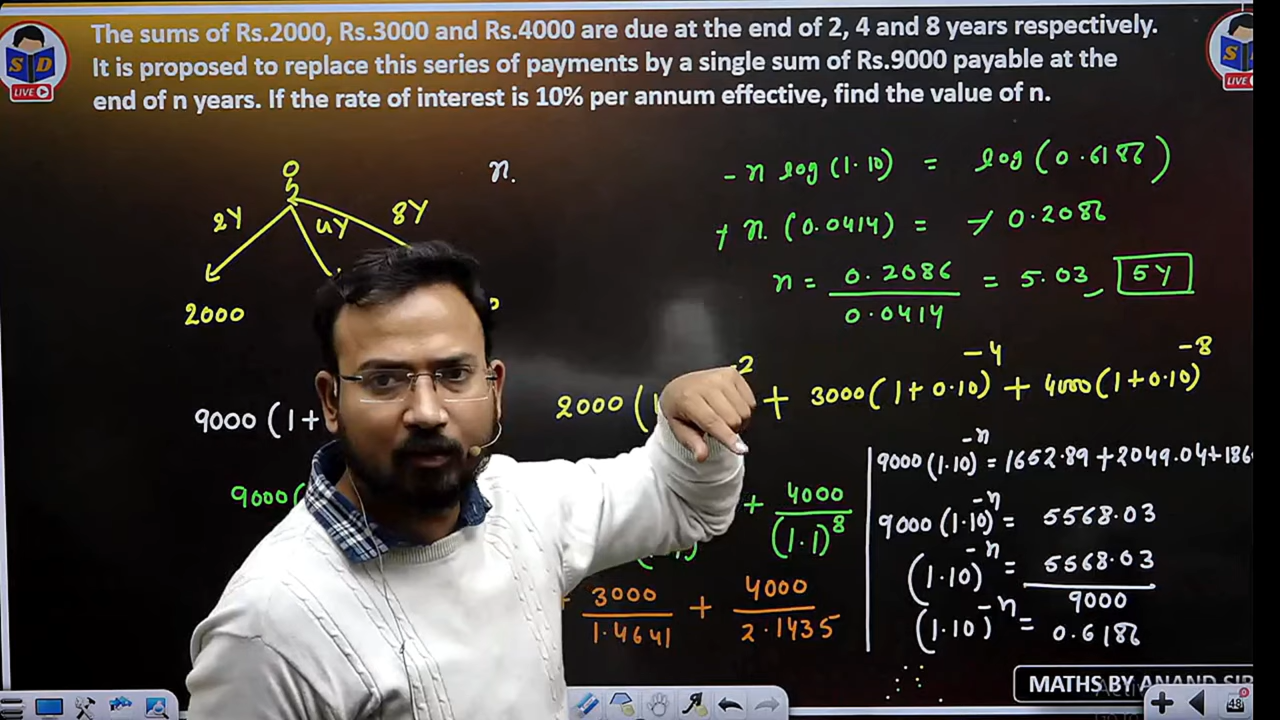 The sums of Rs.2000, Rs.3000 and Rs.4000 are due at the end of 2, 4 and 8 years respectively.
It is proposed to replace this series of payments by a single sum of Rs.9000 payable at the
end of n years. If the rate of interest is 10% per annum effective, find the value of n.
S D
LIVE
S
LIVE
0
2Y 4Y 8Y
2000
n.
- n log (1.10) = log (0.6186)
+ n. (0.0414) = - 0.2086
n = 0.2086 / 0.0414 = 5.03, 5Y
9000 (1+
2000 ( -2 + 3000 (1+0.10)^-4 + 4000 (1+0.10)^-8
9000 (1.10)^-n = 1652.89 + 2049.04 + 186
9000
+ 4000 / (1.1)^8
9000 (1.10)^-n = 5568.03
(1.10)^-n = 5568.03 / 9000
+ 3000 / 1.4641 + 4000 / 2.1435
(1.10)^-n = 0.6186
MATHS BY ANAND SIR
48